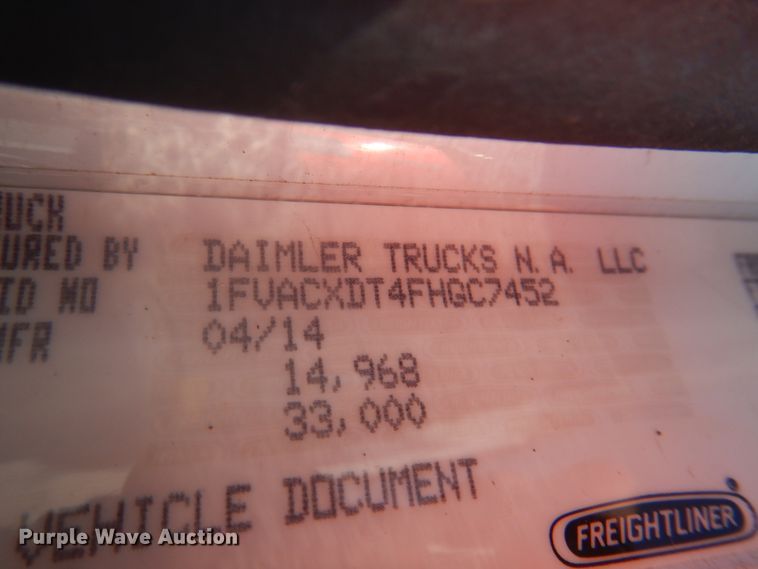 UCK
URED BY DAIMLER TRUCKS N.A. LLC
ID NO 1FVACXDT4FHGC7452
MFR 04/14
14,968
33,000
VEHICLE DOCUMENT
FREIGHTLINER
Purple Wave Auction